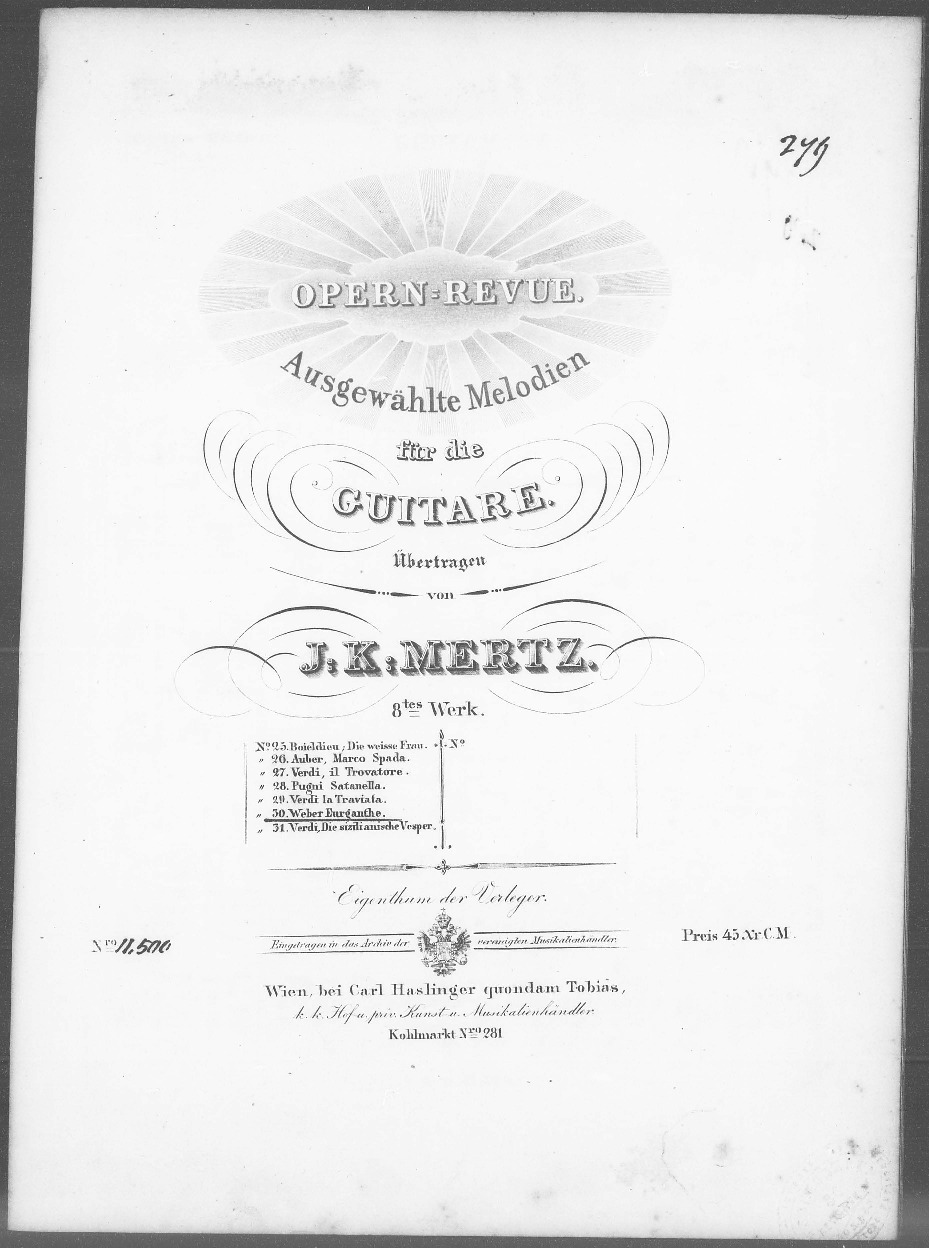 279
OPERN=REVUE.
Ausgewählte Melodien
für die
GUITARE.
Übertragen
von
J:K:MERTZ.
8tes Werk.
No 25. Boieldieu; Die weisse Frau. No
„ 26. Auber, Marco Spada.
„ 27. Verdi, il Trovatore.
„ 28. Pugni Satanella.
„ 29. Verdi la Traviata.
„ 30. Weber Eurganthe.
„ 31. Verdi, Die sizilianische Vesper.
Eigenthum der Verleger.
Eingetragen in das Archiv der vereinigten Musikalienhändler.
Nro 11,500
Preis 45 Xr C.M.
Wien, bei Carl Haslinger quondam Tobias,
k. k. Hof u. priv. Kunst u. Musikalienhändler.
Kohlmarkt Nro 281